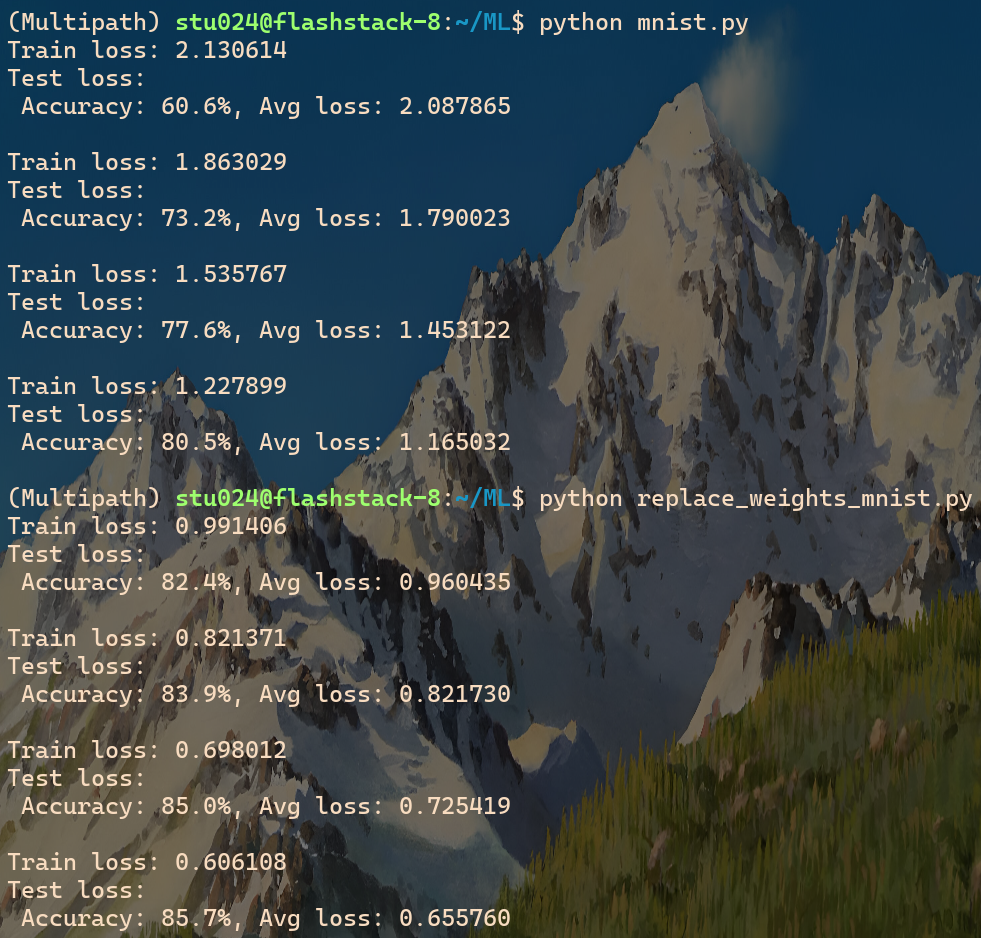 (Multipath) stu024@flashstack-8:~/ML$ python mnist.py
Train loss: 2.130614
Test loss:
 Accuracy: 60.6%, Avg loss: 2.087865

Train loss: 1.863029
Test loss:
 Accuracy: 73.2%, Avg loss: 1.790023

Train loss: 1.535767
Test loss:
 Accuracy: 77.6%, Avg loss: 1.453122

Train loss: 1.227899
Test loss:
 Accuracy: 80.5%, Avg loss: 1.165032

(Multipath) stu024@flashstack-8:~/ML$ python replace_weights_mnist.py
Train loss: 0.991406
Test loss:
 Accuracy: 82.4%, Avg loss: 0.960435

Train loss: 0.821371
Test loss:
 Accuracy: 83.9%, Avg loss: 0.821730

Train loss: 0.698012
Test loss:
 Accuracy: 85.0%, Avg loss: 0.725419

Train loss: 0.606108
Test loss:
 Accuracy: 85.7%, Avg loss: 0.655760